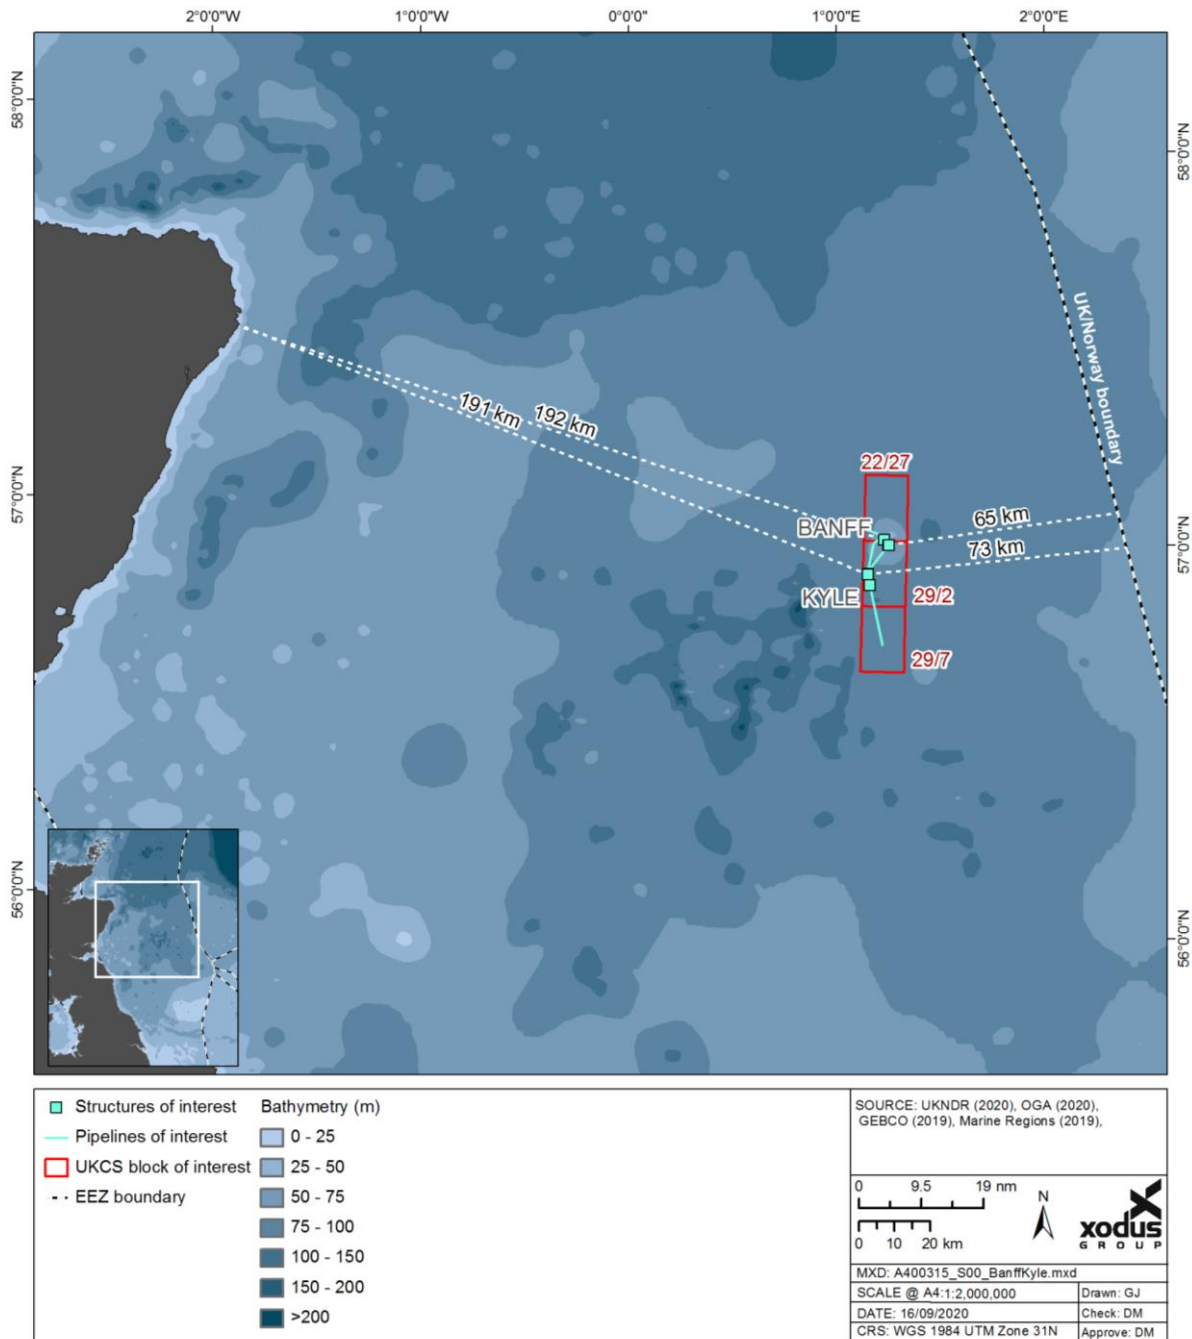 2°0'0"W
1°0'0"W
0°0'0"
1°0'0"E
2°0'0"E
58°0'0"N
58°0'0"N
UK/Norway boundary
191 km
192 km
22/27
57°0'0"N
65 km
BANFF
57°0'0"N
73 km
KYLE
29/2
29/7
56°0'0"N
56°0'0"N
Structures of interest
Pipelines of interest
UKCS block of interest
EEZ boundary
Bathymetry (m)
0 - 25
25 - 50
50 - 75
75 - 100
100 - 150
150 - 200
>200
SOURCE: UKNDR (2020), OGA (2020),
GEBCO (2019), Marine Regions (2019),
0 9.5 19 nm
0 10 20 km
N
xodus
GROUP
MXD: A400315_S00_BanffKyle.mxd
SCALE @ A4:1:2,000,000
Drawn: GJ
DATE: 16/09/2020
Check: DM
CRS: WGS 1984 UTM Zone 31N
Approve: DM